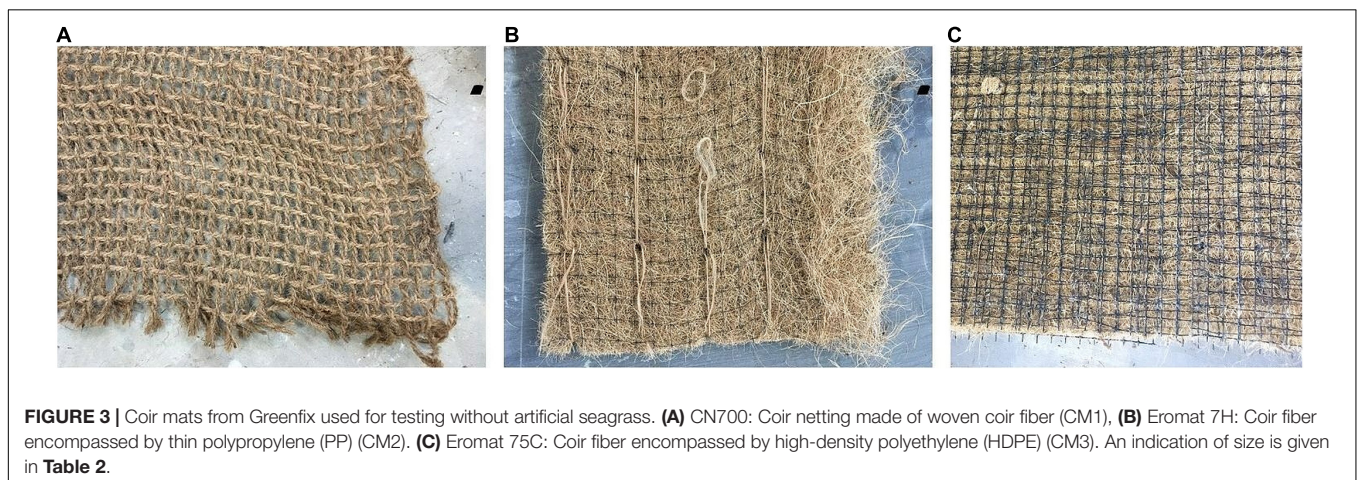 A
B
C
FIGURE 3 | Coir mats from Greenfix used for testing without artificial seagrass. (A) CN700: Coir netting made of woven coir fiber (CM1), (B) Eromat 7H: Coir fiber
encompassed by thin polypropylene (PP) (CM2). (C) Eromat 75C: Coir fiber encompassed by high-density polyethylene (HDPE) (CM3). An indication of size is given
in Table 2.